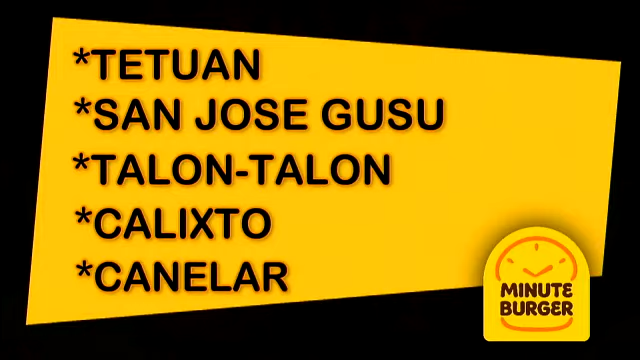 *TETUAN
*SAN JOSE GUSU
*TALON-TALON
*CALIXTO
*CANELAR
MINUTE
BURGER